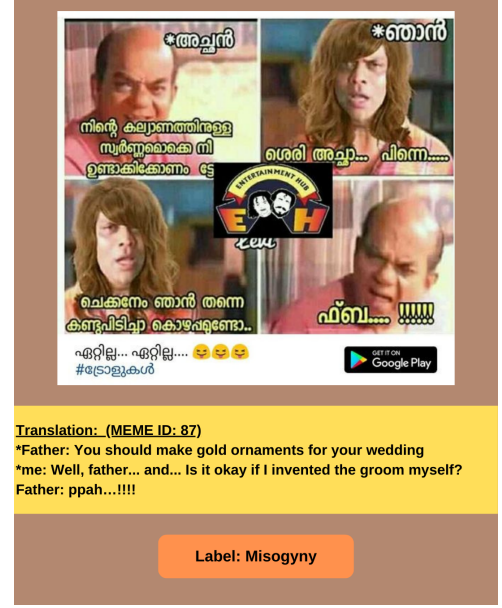 *അച്ഛൻ
*ഞാൻ
നിന്റെ കല്യാണത്തിനുള്ള
സ്വർണ്ണമൊക്കെ നീ
ഉണ്ടാക്കിക്കോണം
ശെരി അച്ഛാ... പിന്നെ.....
ENTERTAINMENT HUB
E H
ചെക്കനേം ഞാൻ തന്നെ
കണ്ടുപിടിച്ചാ കൊഴപ്പമുണ്ടോ..
ഫ്ബാ.... !!!!!!
ഏറ്റില്ല... ഏറ്റില്ല.... 😝😝😝
#ട്രോളുകൾ
GET IT ON
Google Play
Translation: (MEME ID: 87)
*Father: You should make gold ornaments for your wedding
*me: Well, father... and... Is it okay if I invented the groom myself?
Father: ppah…!!!!
Label: Misogyny